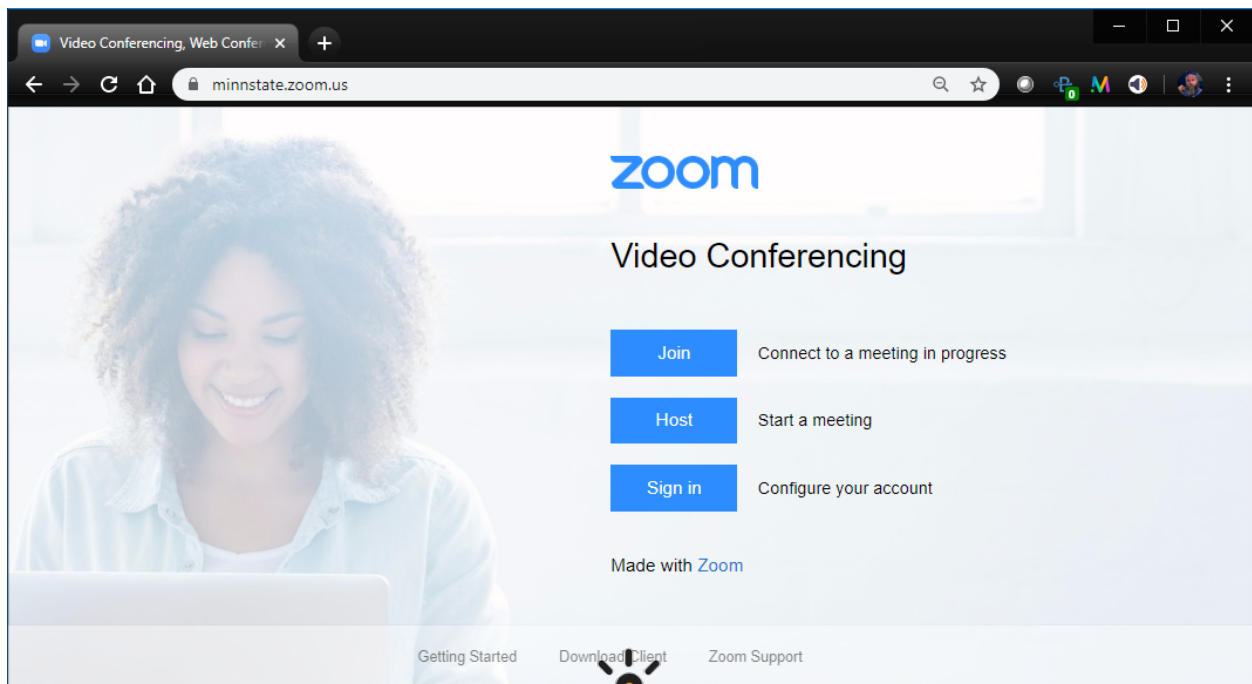 Video Conferencing, Web Confer
minnstate.zoom.us
0
M
zoom
Video Conferencing
Join Connect to a meeting in progress
Host Start a meeting
Sign in Configure your account
Made with Zoom
Getting Started Download Client Zoom Support